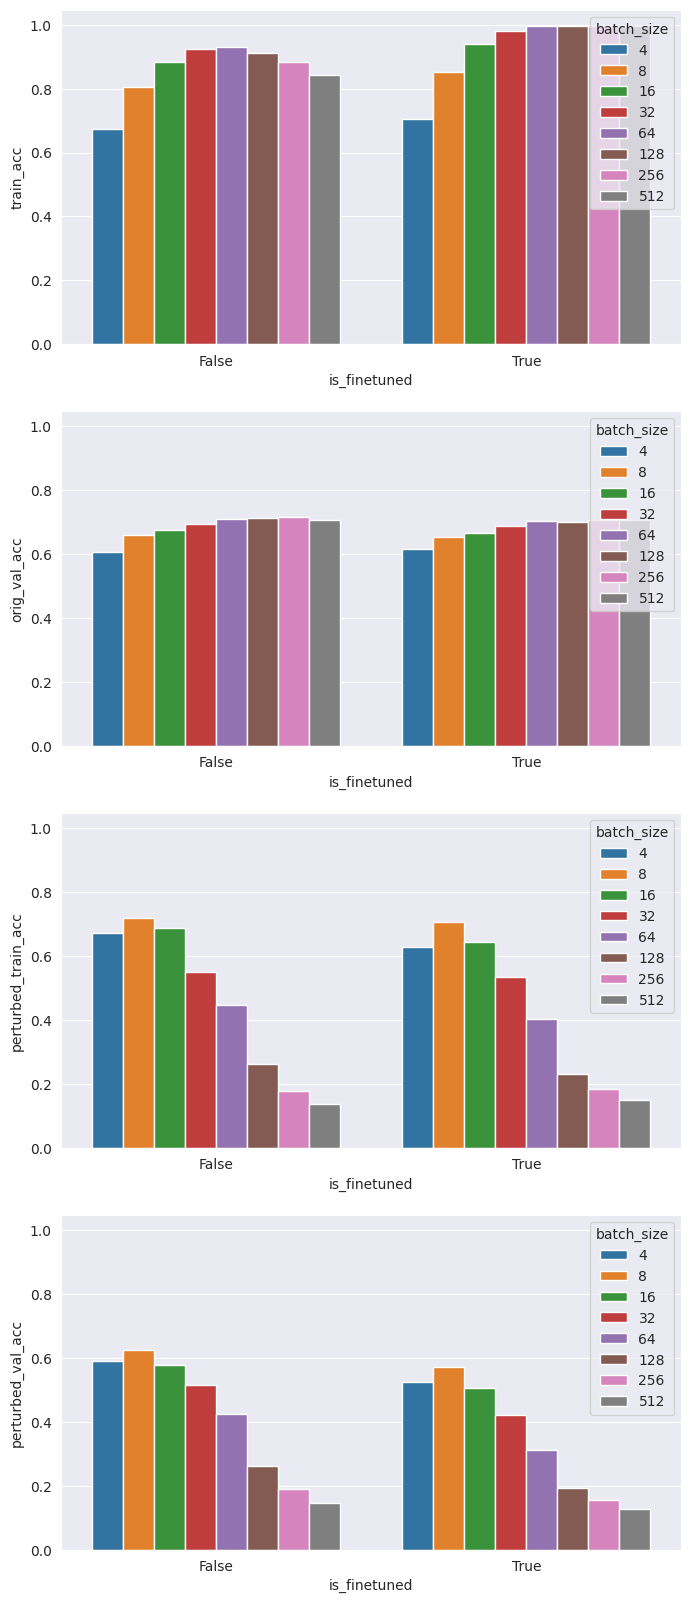 1.0
0.8
0.6
0.4
0.2
0.0
train_acc
False
True
is_finetuned
batch_size
4
8
16
32
64
128
256
512
1.0
0.8
0.6
0.4
0.2
0.0
orig_val_acc
False
True
is_finetuned
batch_size
4
8
16
32
64
128
256
512
1.0
0.8
0.6
0.4
0.2
0.0
perturbed_train_acc
False
True
is_finetuned
batch_size
4
8
16
32
64
128
256
512
1.0
0.8
0.6
0.4
0.2
0.0
perturbed_val_acc
False
True
is_finetuned
batch_size
4
8
16
32
64
128
256
512